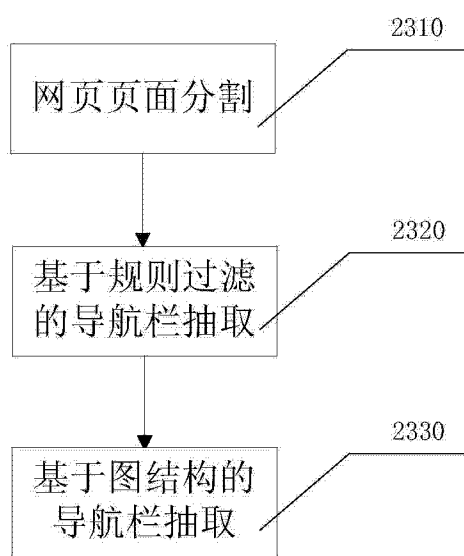 2310
网页页面分割
2320
基于规则过滤
的导航栏抽取
2330
基于图结构的
导航栏抽取